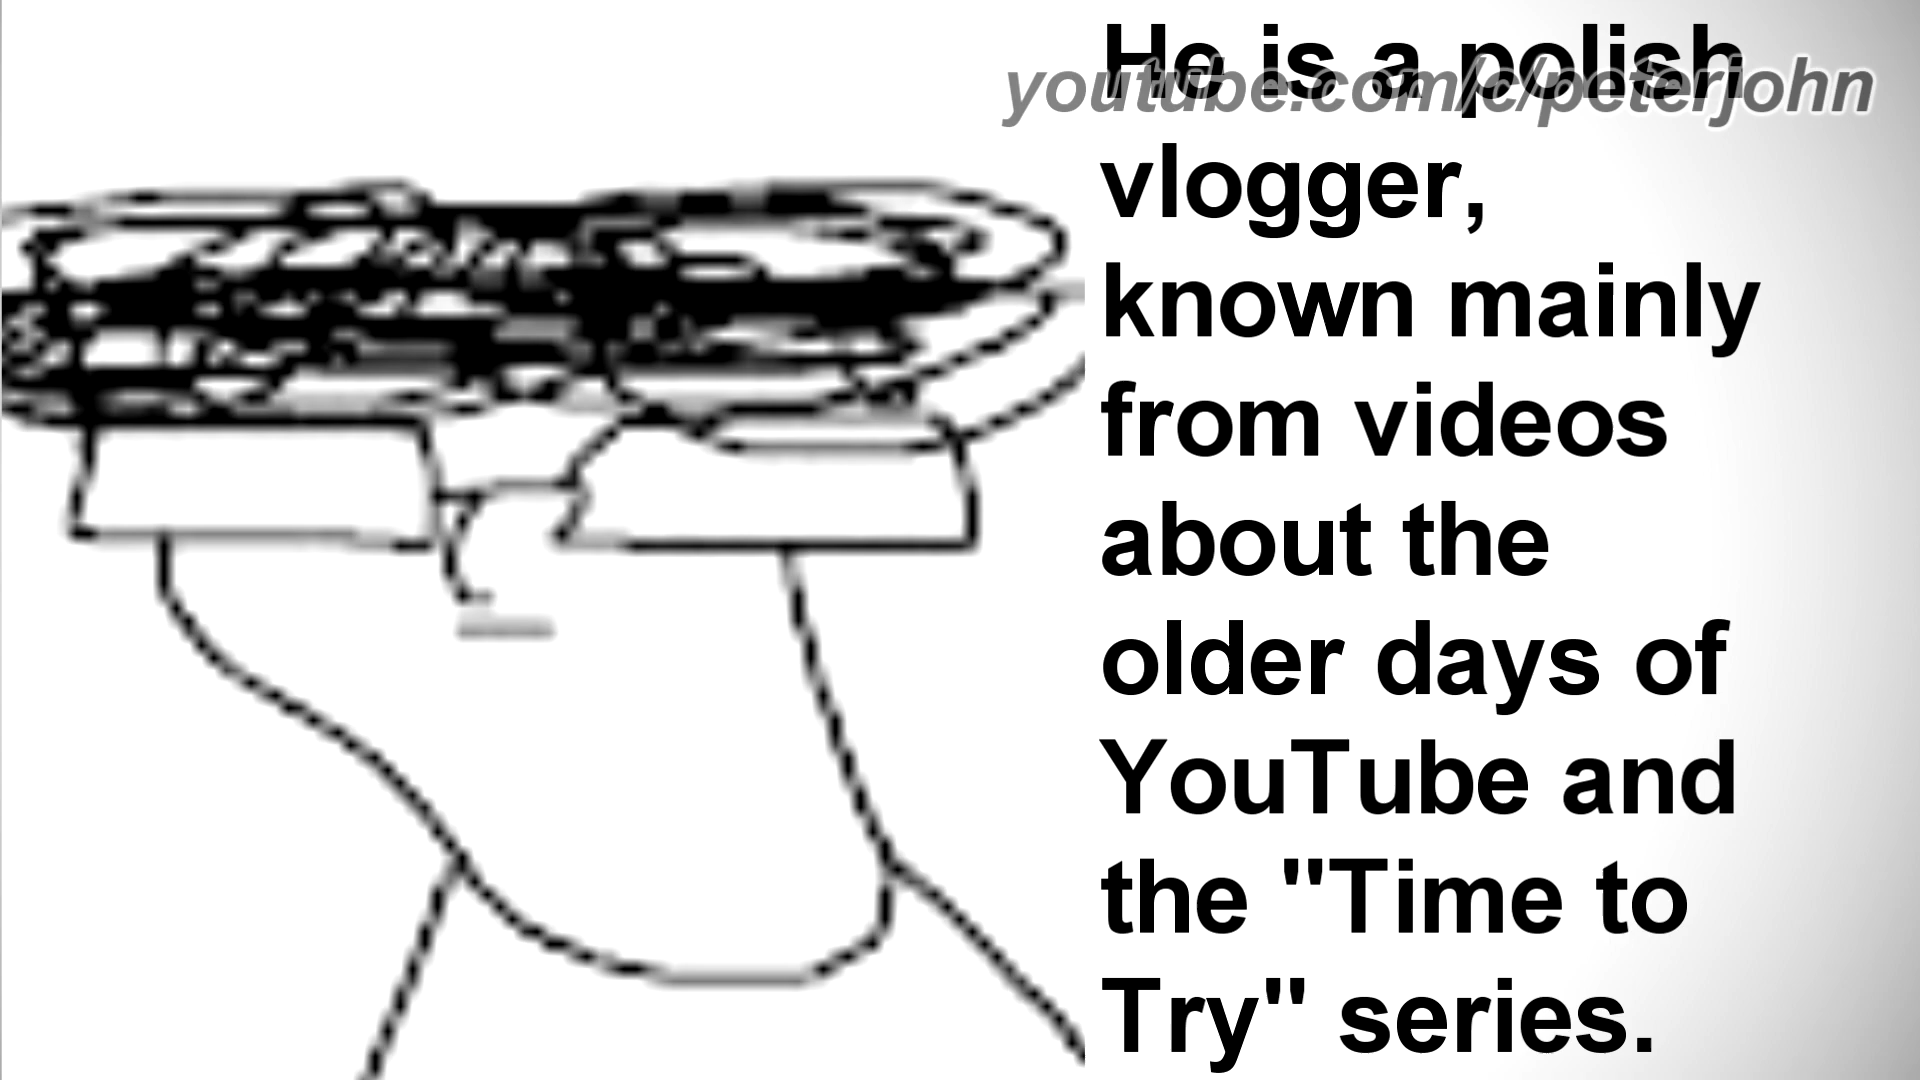 He is a polish
youtube.com/c/peterjohn
vlogger,
known mainly
from videos
about the
older days of
YouTube and
the "Time to
Try" series.